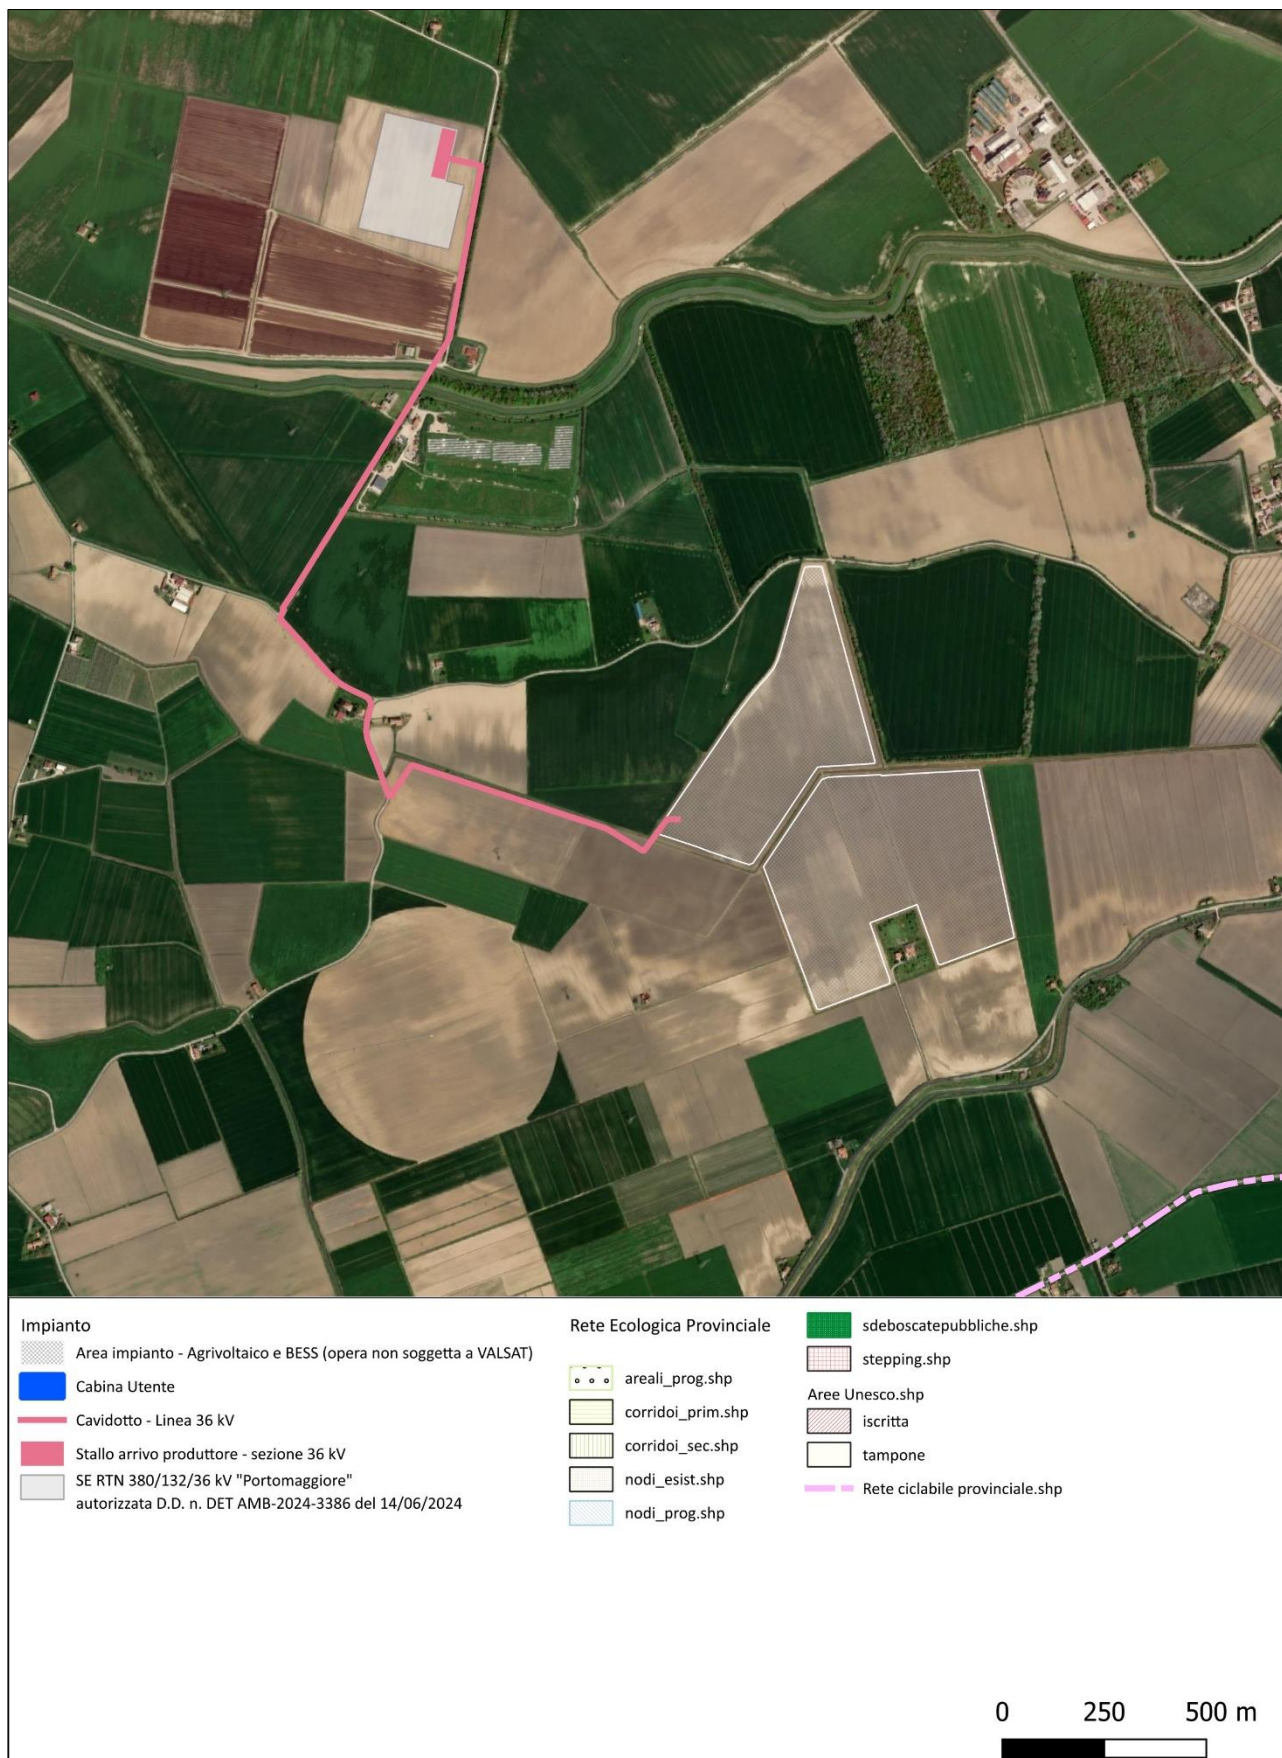 Impianto
Area impianto - Agrivoltaico e BESS (opera non soggetta a VALSAT)
Cabina Utente
Cavidotto - Linea 36 kV
Stallo arrivo produttore - sezione 36 kV
SE RTN 380/132/36 kV "Portomaggiore"
autorizzata D.D. n. DET AMB-2024-3386 del 14/06/2024
Rete Ecologica Provinciale
areali_prog.shp
corridoi_prim.shp
corridoi_sec.shp
nodi_esist.shp
nodi_prog.shp
sdeboscatepubbliche.shp
stepping.shp
Aree Unesco.shp
iscritta
tampone
Rete ciclabile provinciale.shp
0 250 500 m